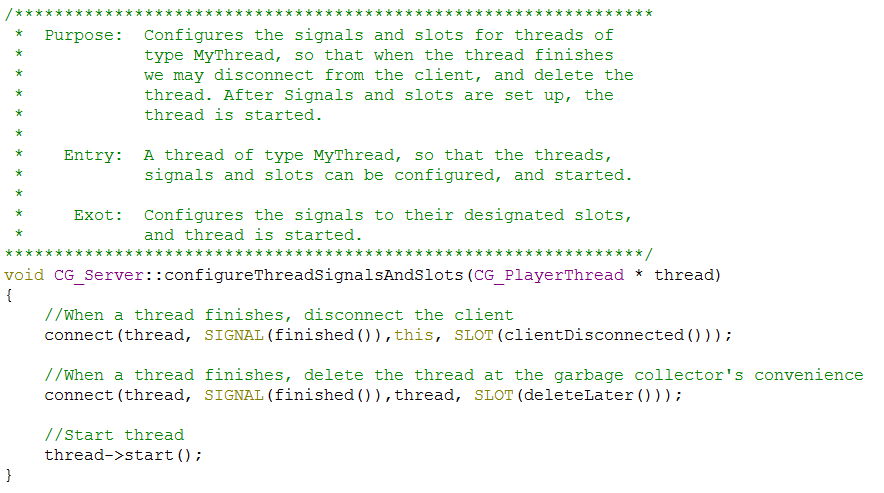 /****************************************************************
 *  Purpose:  Configures the signals and slots for threads of
 *            type MyThread, so that when the thread finishes
 *            we may disconnect from the client, and delete the
 *            thread. After Signals and slots are set up, the
 *            thread is started.
 *
 *    Entry:  A thread of type MyThread, so that the threads,
 *            signals and slots can be configured, and started.
 *
 *     Exot:  Configures the signals to their designated slots,
 *            and thread is started.
****************************************************************/
void CG_Server::configureThreadSignalsAndSlots(CG_PlayerThread * thread)
{
    //When a thread finishes, disconnect the client
    connect(thread, SIGNAL(finished()),this, SLOT(clientDisconnected()));

    //When a thread finishes, delete the thread at the garbage collector's convenience
    connect(thread, SIGNAL(finished()),thread, SLOT(deleteLater()));

    //Start thread
    thread->start();
}